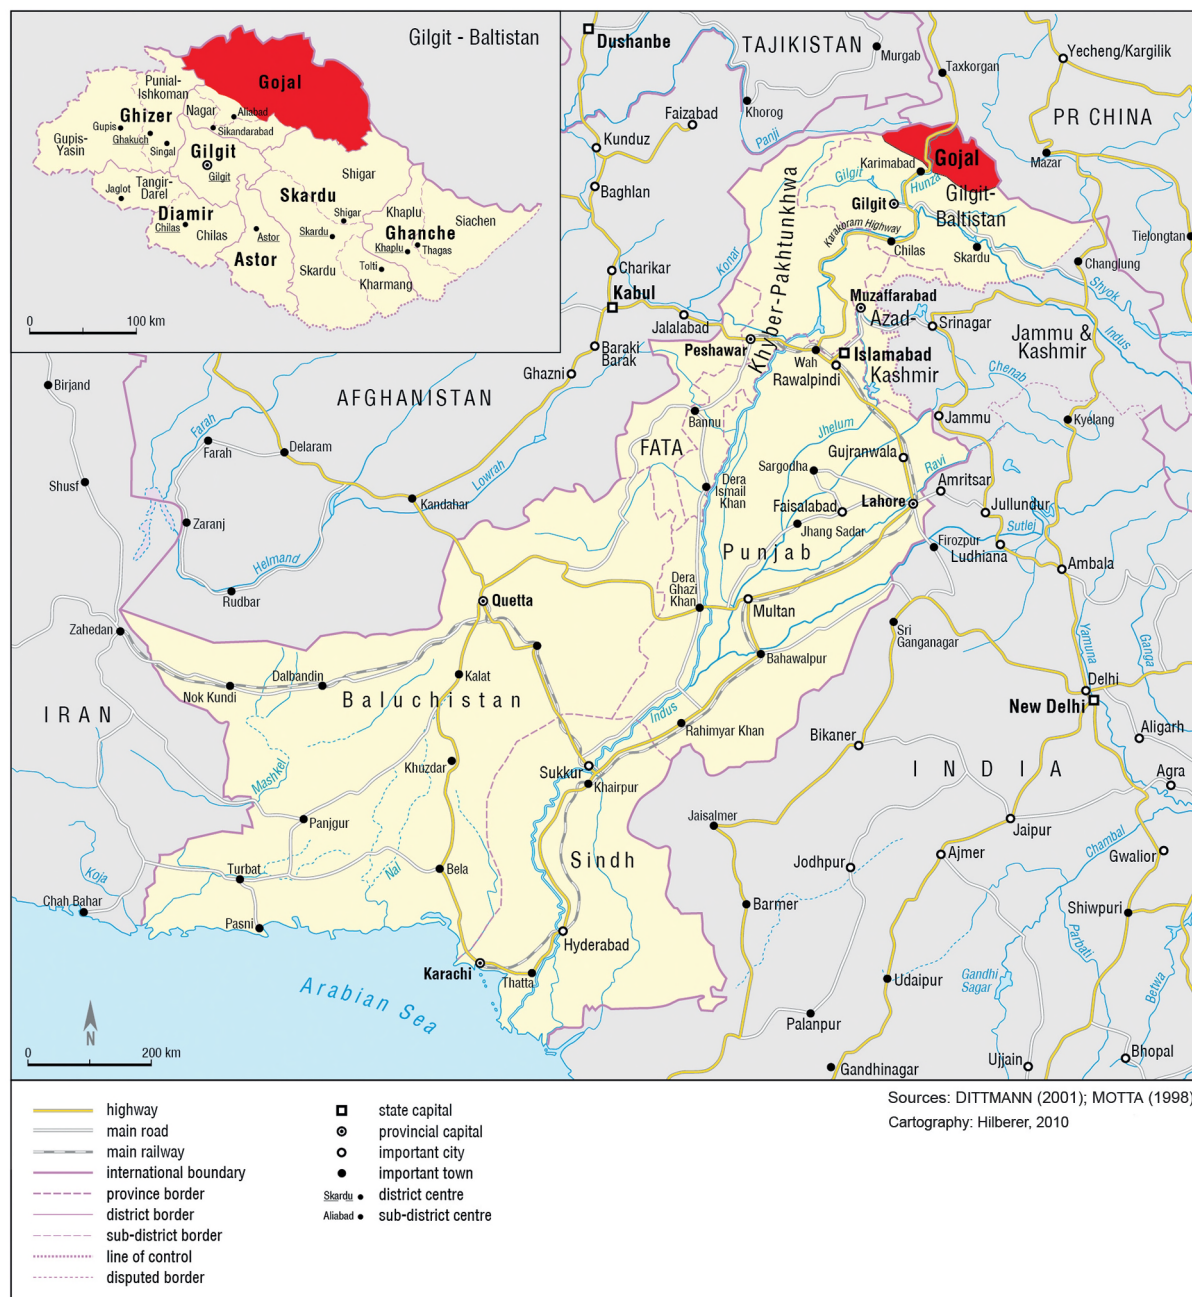 Gilgit - Baltistan
Gojal
Punial-
Ishkoman
Nagar
Aliabad
Ghizer
Gupis
Ghakuch
Sikandarabad
Gupis-
Yasin
Singal
Gilgit
Gilgit
Jaglot
Tangir-
Darel
Shigar
Skardu
Diamir
Chilas
Chilas
Astor
Shigar
Skardu
Khaplu
Siachen
Ghanche
Khaplu
Thagas
Astor
Skardu
Tolti
Kharmang
0
100 km
Dushanbe
TAJIKISTAN
Murgab
Yecheng/Kargilik
Taxkorgan
Khorog
Faizabad
Panji
PR CHINA
Kunduz
Mazar
Karimabad
Gojal
Baghlan
Gilgit
Hunza
Gilgit
Gilgit-
Baltistan
Khyber-Pakhtunkhwa
Karakoram Highway
Konar
Tielongtan
Chilas
Skardu
Changlung
Charikar
Shyok
Kabul
Muzaffarabad
Azad-
Kashmir
Jalalabad
Srinagar
Jammu &
Kashmir
Indus
Peshawar
Wah
Islamabad
Rawalpindi
Baraki
Barak
Ghazni
Chenab
Birjand
AFGHANISTAN
Bannu
Jammu
Kyelang
Farah
Farah
Delaram
Jhelum
FATA
Gujranwala
Ravi
Lowrah
Sargodha
Shusf
Kandahar
Dera
Ismail
Khan
Amritsar
Faisalabad
Lahore
Jullundur
Zaranj
Jhang Sadar
Sutlej
Firozpur
Ludhiana
Punjab
Helmand
Ambala
Rudbar
Dera
Ghazi
Khan
Quetta
Multan
Zahedan
Sri
Ganganagar
Yamuna
Ganga
Bahawalpur
Kalat
Dalbandin
Nok Kundi
Delhi
Baluchistan
New Delhi
IRAN
Indus
Rahimyar Khan
Bikaner
Aligarh
Khuzdar
Sukkur
Khairpur
INDIA
Agra
Mashkel
Panjgur
Jaisalmer
Jaipur
Chambal
Sindh
Jodhpur
Ajmer
Gwalior
Turbat
Nal
Bela
Koja
Chah Bahar
Pasni
Barmer
Shiwpuri
Hyderabad
Parbati
Karachi
Thatta
Gandhi
Sagar
Udaipur
Betwa
Arabian Sea
Palanpur
N
0
200 km
Gandhinagar
Ujjain
Bhopal
highway
main road
main railway
international boundary
province border
district border
sub-district border
line of control
disputed border
state capital
provincial capital
important city
important town
Skardu district centre
Aliabad sub-district centre
Sources: DITTMANN (2001); MOTTA (1998)
Cartography: Hilberer, 2010